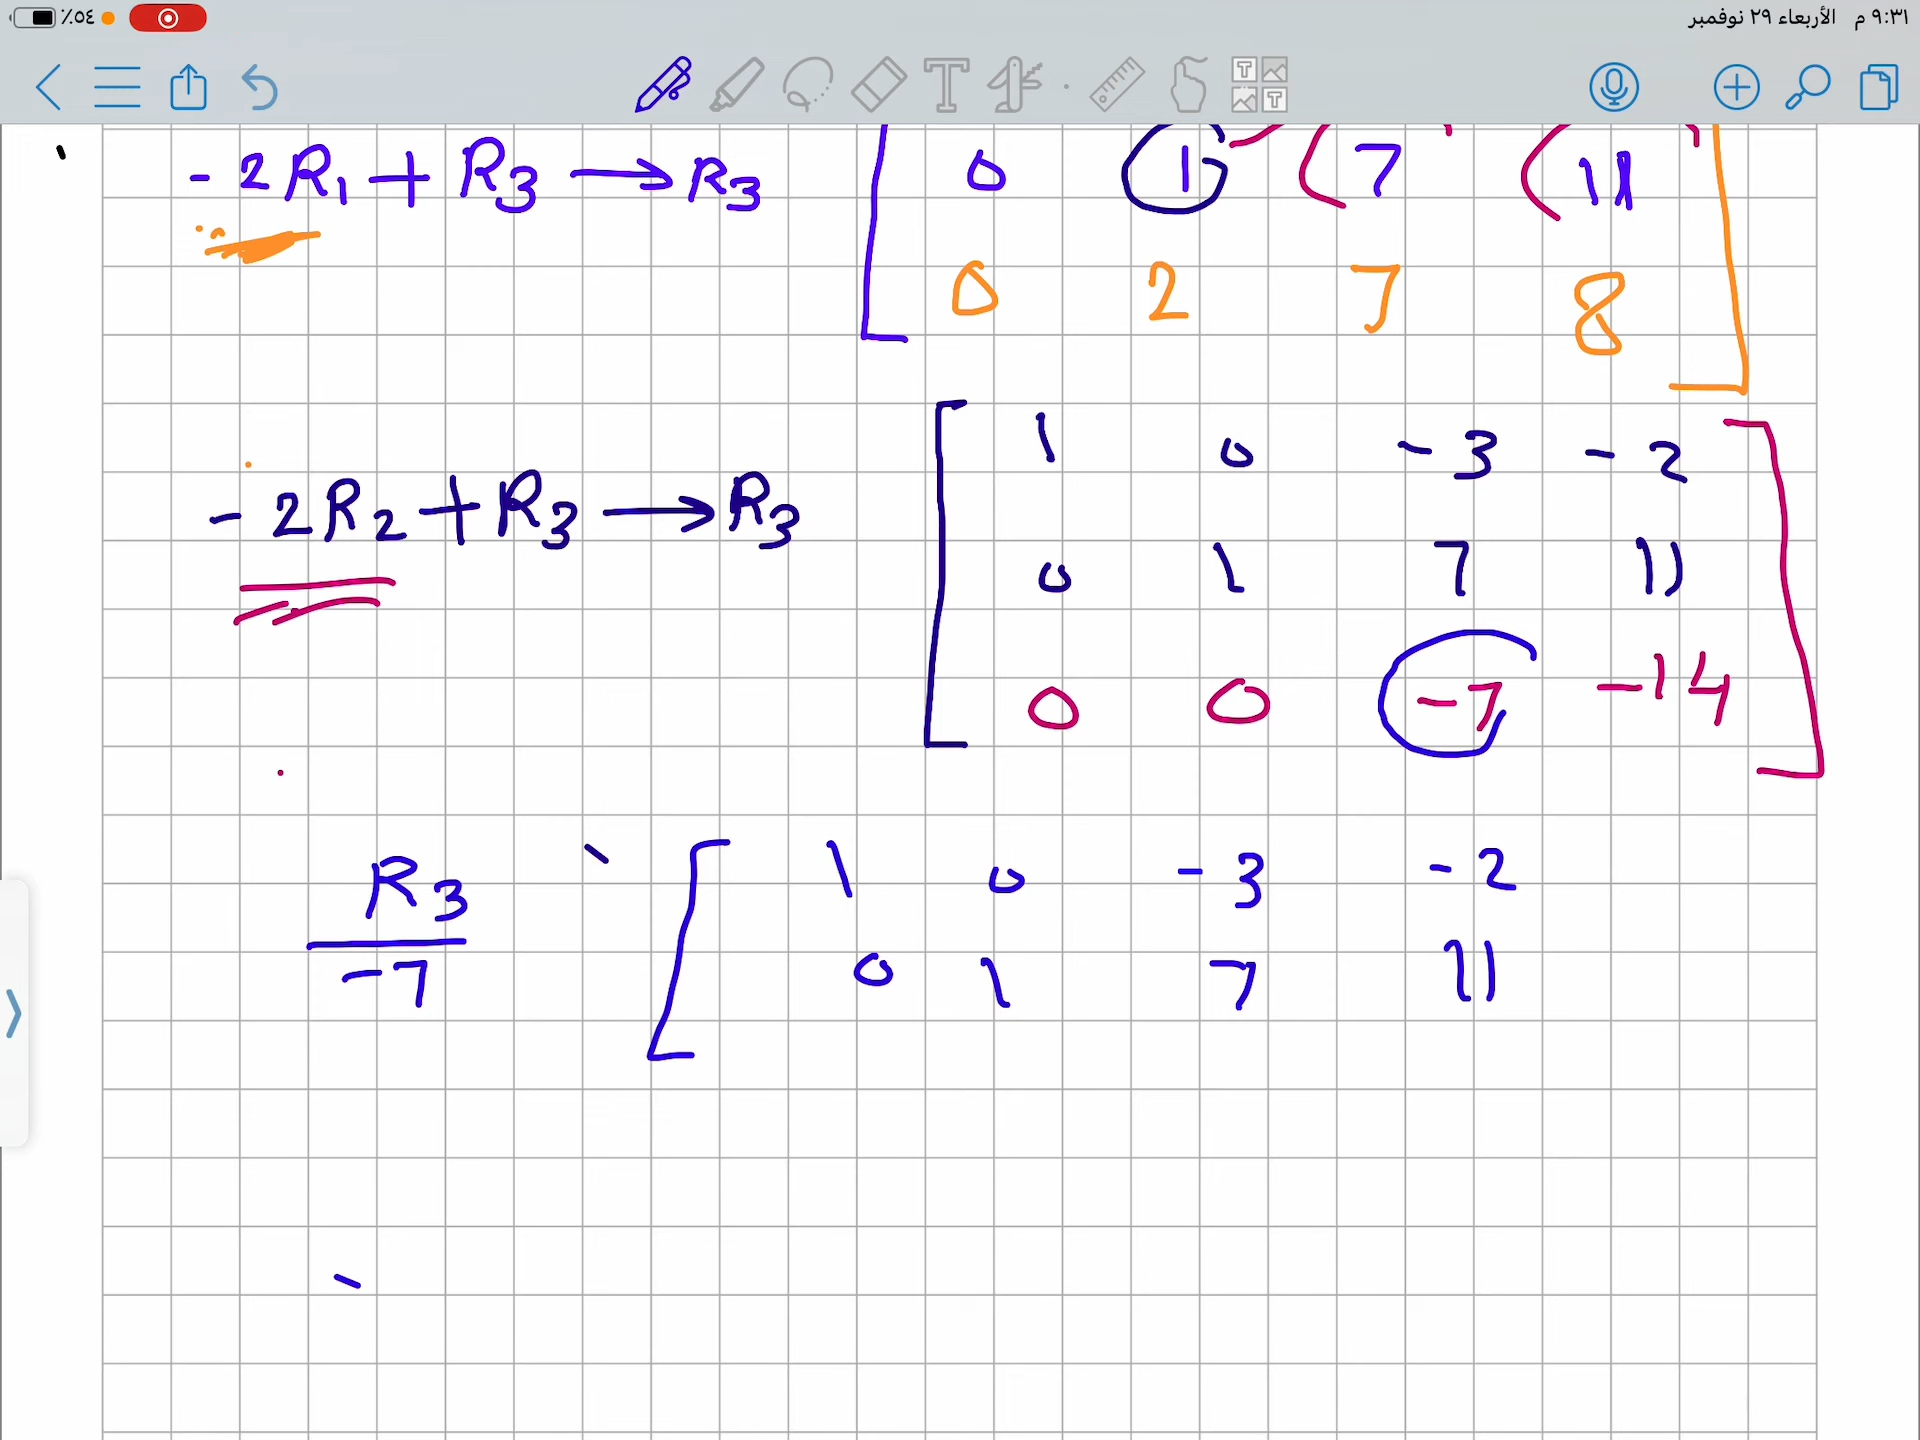 ٪٥٤ ٩:٣١ م الأربعاء ٢٩ نوفمبر
-2R₁ + R₃ → R₃
0 1 7 11
0 2 7 8
1 0 -3 -2
-2R₂ + R₃ → R₃
0 1 7 11
0 0 -7 -14
R₃
-7
1 0 -3 -2
0 1 7 11